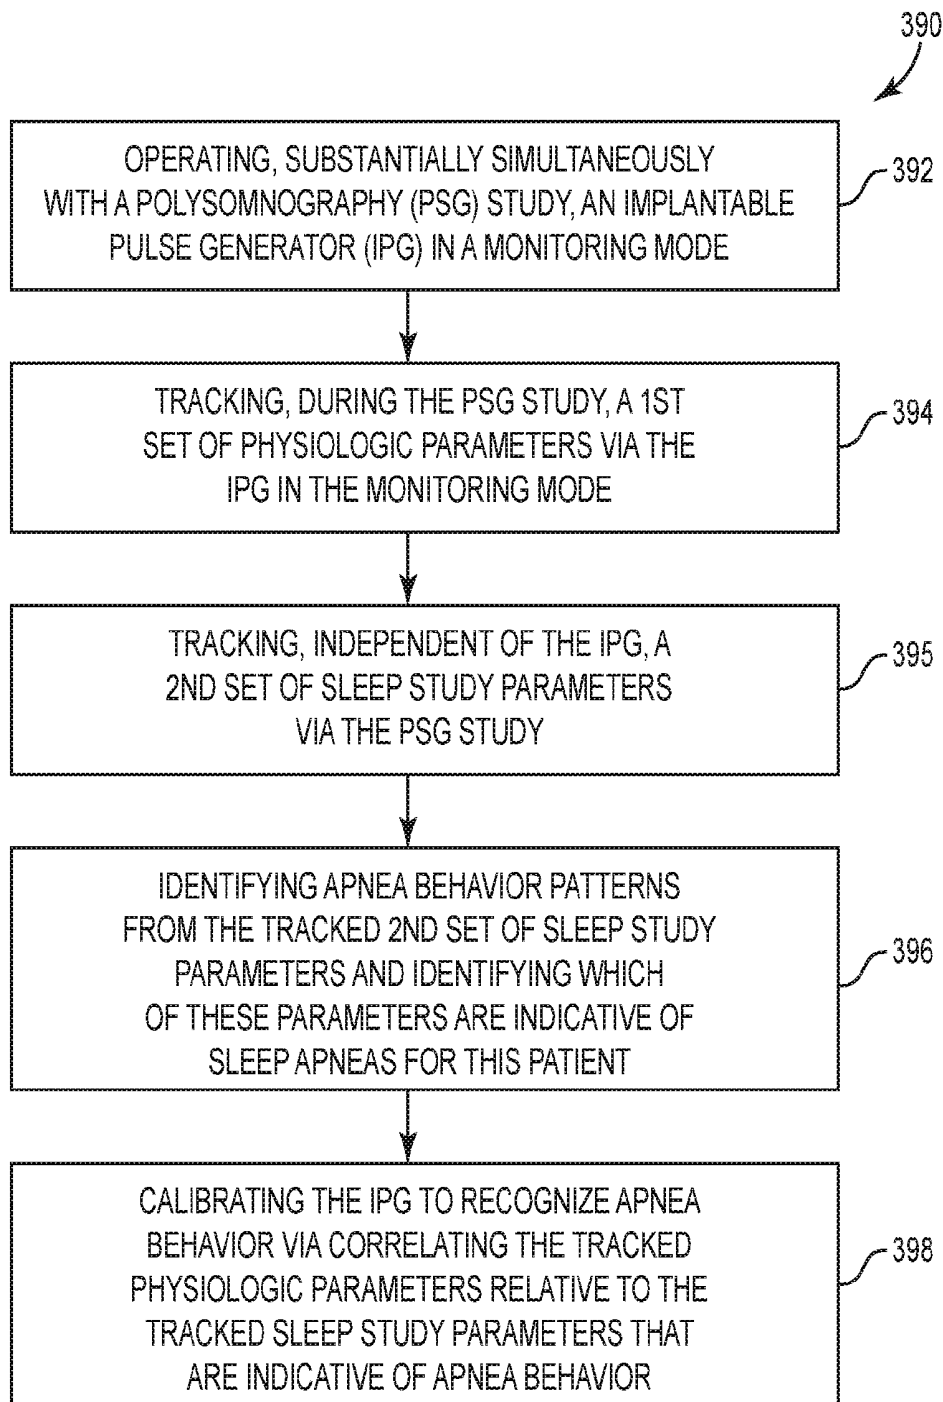 390
OPERATING, SUBSTANTIALLY SIMULTANEOUSLY
WITH A POLYSOMNOGRAPHY (PSG) STUDY, AN IMPLANTABLE
PULSE GENERATOR (IPG) IN A MONITORING MODE
392
TRACKING, DURING THE PSG STUDY, A 1ST
SET OF PHYSIOLOGIC PARAMETERS VIA THE
IPG IN THE MONITORING MODE
394
TRACKING, INDEPENDENT OF THE IPG, A
2ND SET OF SLEEP STUDY PARAMETERS
VIA THE PSG STUDY
395
IDENTIFYING APNEA BEHAVIOR PATTERNS
FROM THE TRACKED 2ND SET OF SLEEP STUDY
PARAMETERS AND IDENTIFYING WHICH
OF THESE PARAMETERS ARE INDICATIVE OF
SLEEP APNEAS FOR THIS PATIENT
396
CALIBRATING THE IPG TO RECOGNIZE APNEA
BEHAVIOR VIA CORRELATING THE TRACKED
PHYSIOLOGIC PARAMETERS RELATIVE TO THE
TRACKED SLEEP STUDY PARAMETERS THAT
ARE INDICATIVE OF APNEA BEHAVIOR
398